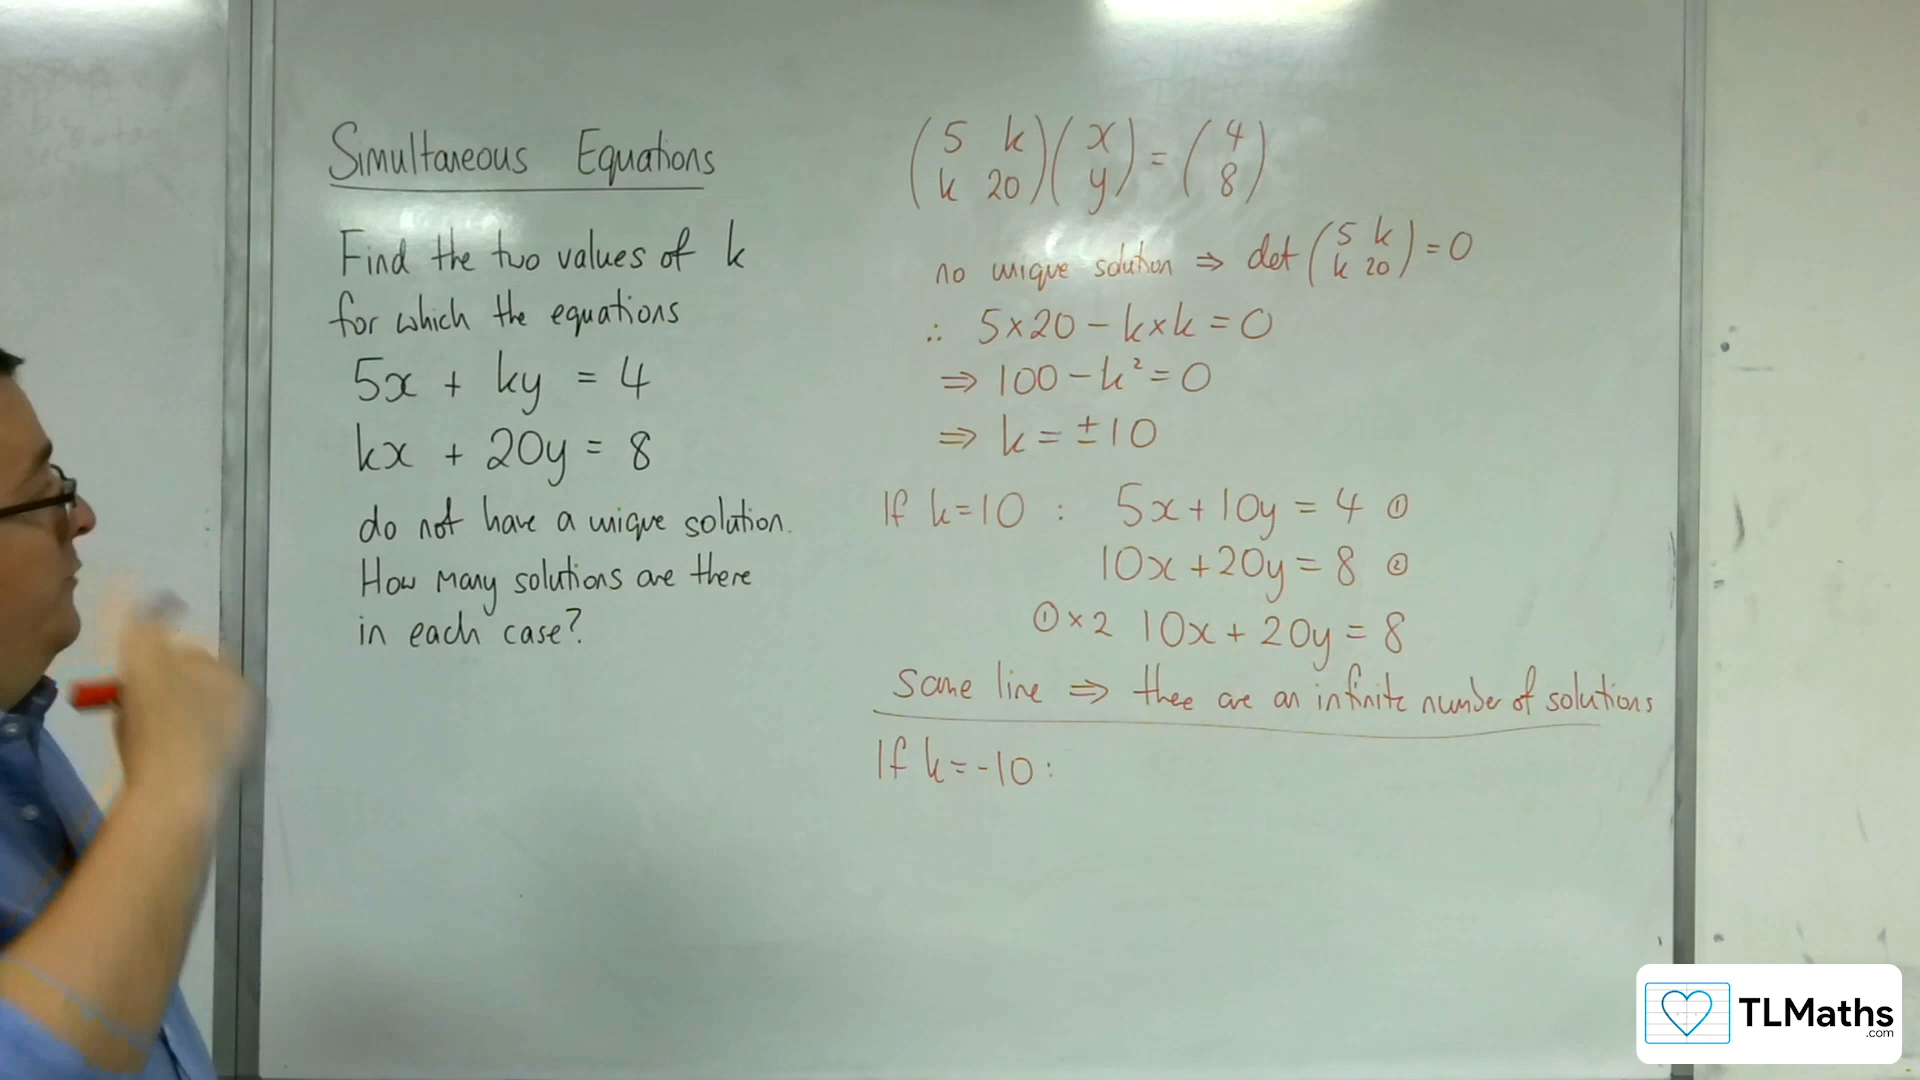 Simultaneous Equations
Find the two values of k
for which the equations
5x + ky = 4
kx + 20y = 8
do not have a unique solution.
How many solutions are there
in each case?
(5 k) (x) = (4)
(k 20) (y) (8)
no unique solution ⇒ det (5 k) = 0
(k 20)
∴ 5×20 - k×k = 0
⇒ 100 - k² = 0
⇒ k = ±10
If k=10 : 5x + 10y = 4 ①
10x + 20y = 8 ②
① × 2 10x + 20y = 8
Same line ⇒ there are an infinite number of solutions
If k = -10 :
TLMaths
.com